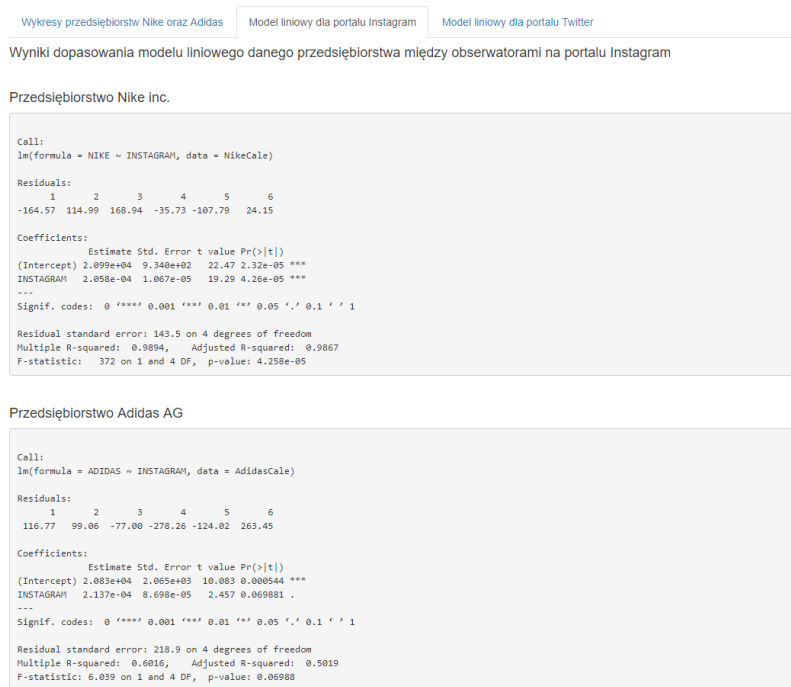 Wykresy przedsiębiorstw Nike oraz Adidas   Model liniowy dla portalu Instagram   Model liniowy dla portalu Twitter
Wyniki dopasowania modelu liniowego danego przedsiębiorstwa między obserwatorami na portalu Instagram
Przedsiębiorstwo Nike inc.
Call:
lm(formula = NIKE ~ INSTAGRAM, data = NikeCale)
Residuals:
      1       2       3       4       5       6
-164.57  114.99  168.94  -35.73 -107.79   24.15
Coefficients:
             Estimate Std. Error t value Pr(>|t|)
(Intercept) 2.099e+04  9.340e+02   22.47 2.32e-05 ***
INSTAGRAM   2.058e-04  1.067e-05   19.29 4.26e-05 ***
---
Signif. codes:  0 ‘***’ 0.001 ‘**’ 0.01 ‘*’ 0.05 ‘.’ 0.1 ‘ ’ 1
Residual standard error: 143.5 on 4 degrees of freedom
Multiple R-squared:  0.9894,    Adjusted R-squared:  0.9867
F-statistic:   372 on 1 and 4 DF,  p-value: 4.258e-05
Przedsiębiorstwo Adidas AG
Call:
lm(formula = ADIDAS ~ INSTAGRAM, data = AdidasCale)
Residuals:
      1       2       3       4       5       6
 116.77   99.06  -77.00 -278.26 -124.02  263.45
Coefficients:
             Estimate Std. Error t value Pr(>|t|)
(Intercept) 2.083e+04  2.065e+03  10.083 0.000544 ***
INSTAGRAM   2.137e-04  8.698e-05   2.457 0.069881 .
---
Signif. codes:  0 ‘***’ 0.001 ‘**’ 0.01 ‘*’ 0.05 ‘.’ 0.1 ‘ ’ 1
Residual standard error: 218.9 on 4 degrees of freedom
Multiple R-squared:  0.6016,    Adjusted R-squared:  0.5019
F-statistic: 6.039 on 1 and 4 DF,  p-value: 0.06988